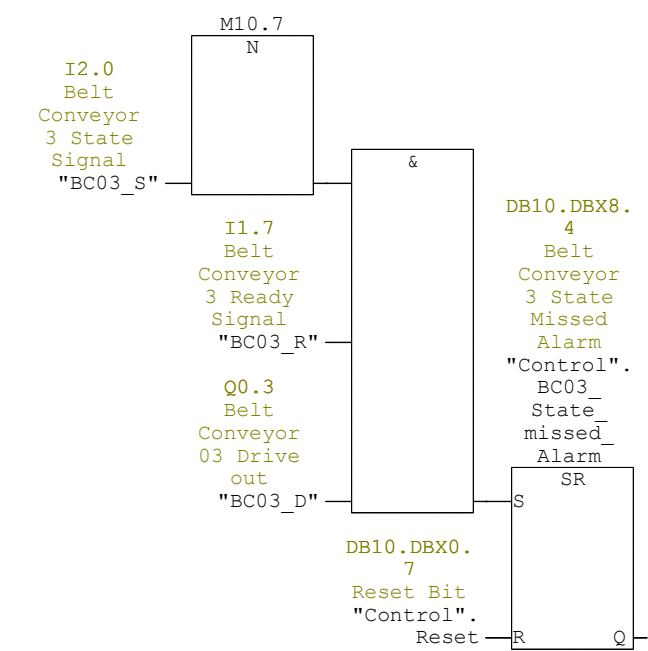 M10.7
N
I2.0
Belt
Conveyor
3 State
Signal
"BC03_S"
&
I1.7
Belt
Conveyor
3 Ready
Signal
"BC03_R"
Q0.3
Belt
Conveyor
03 Drive
out
"BC03_D"
DB10.DBX8.
4
Belt
Conveyor
3 State
Missed
Alarm
"Control".
BC03_
State_
missed_
Alarm
SR
S
DB10.DBX0.
7
Reset Bit
"Control".
Reset
R
Q